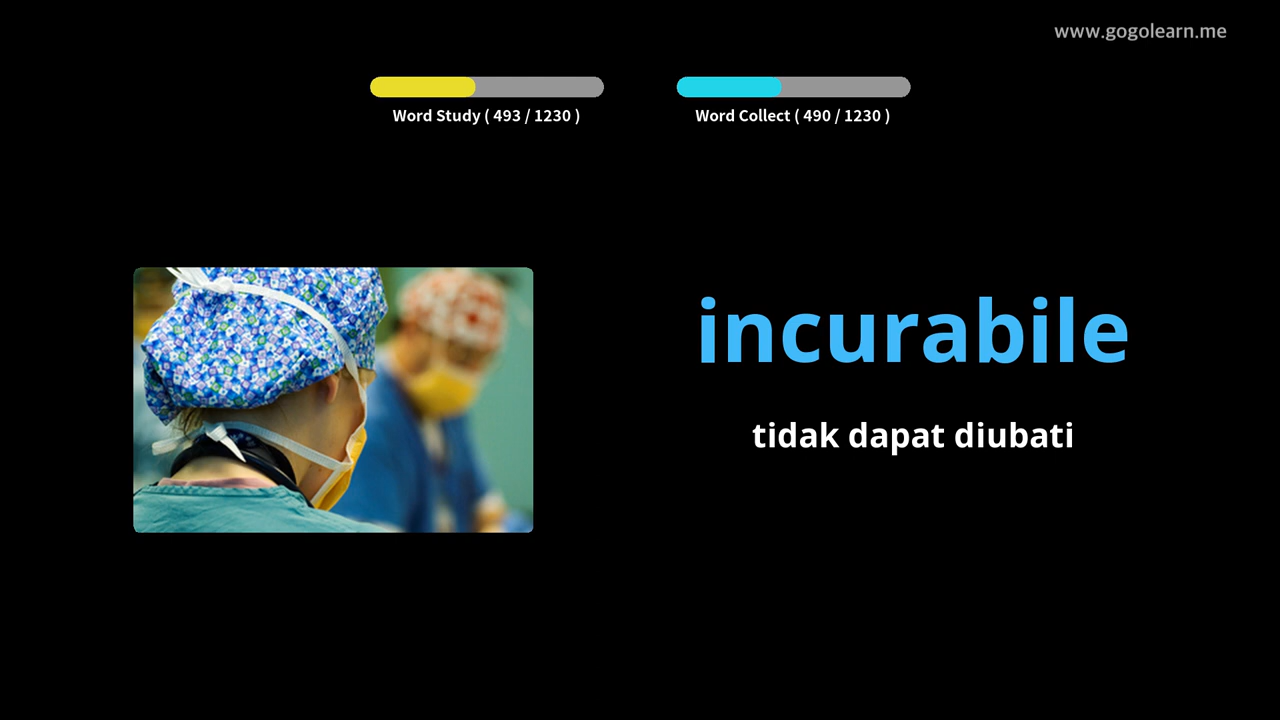 www.gogolearn.me
Word Study ( 493 / 1230 )
Word Collect ( 490 / 1230 )
incurabile
tidak dapat diubati